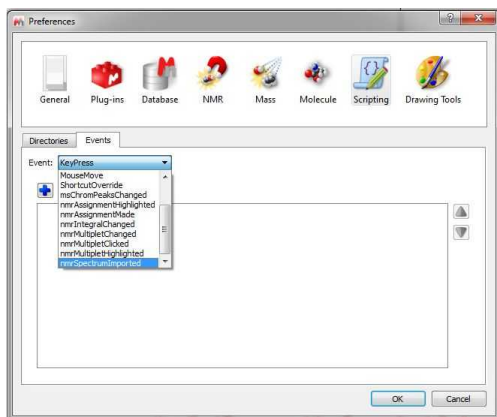 Preferences
General Plug-ins Database NMR Mass Molecule Scripting Drawing Tools
Directories Events
Event: KeyPress
MouseMove
ShortcutOverride
msChromPeaksChanged
nmrAssignmentHighlighted
nmrAssignmentMade
nmrIntegralChanged
nmrMultipletChanged
nmrMultipletClicked
nmrMultipletHighlighted
nmrSpectrumImported
OK Cancel